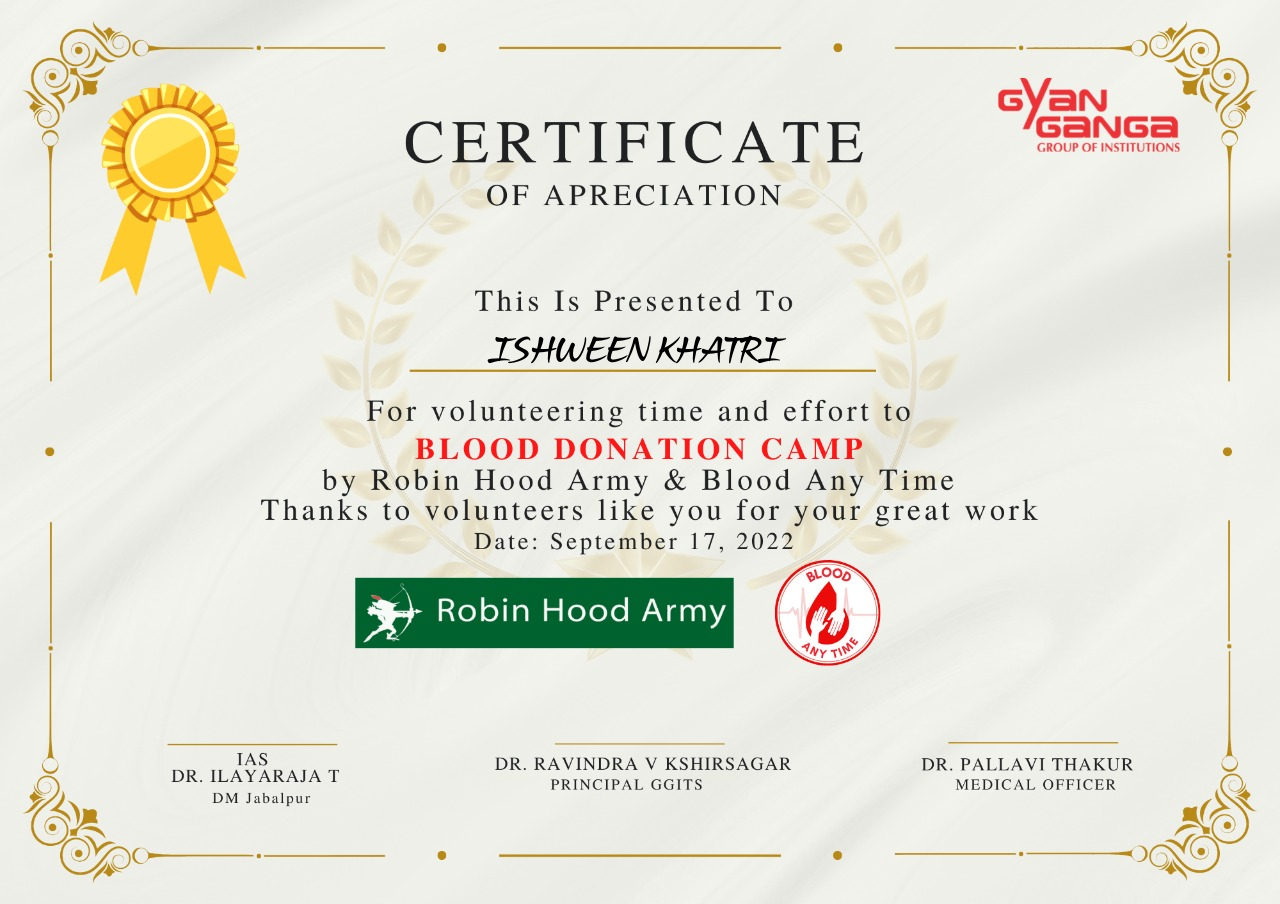 GYAN
GANGA
GROUP OF INSTITUTIONS
CERTIFICATE
OF APRECIATION
This Is Presented To
ISHWEEN KHATRI
For volunteering time and effort to
BLOOD DONATION CAMP
by Robin Hood Army & Blood Any Time
Thanks to volunteers like you for your great work
Date: September 17, 2022
Robin Hood Army
BLOOD
ANY TIME
IAS
DR. ILAYARAJA T
DM Jabalpur
DR. RAVINDRA V KSHIRSAGAR
PRINCIPAL GGITS
DR. PALLAVI THAKUR
MEDICAL OFFICER